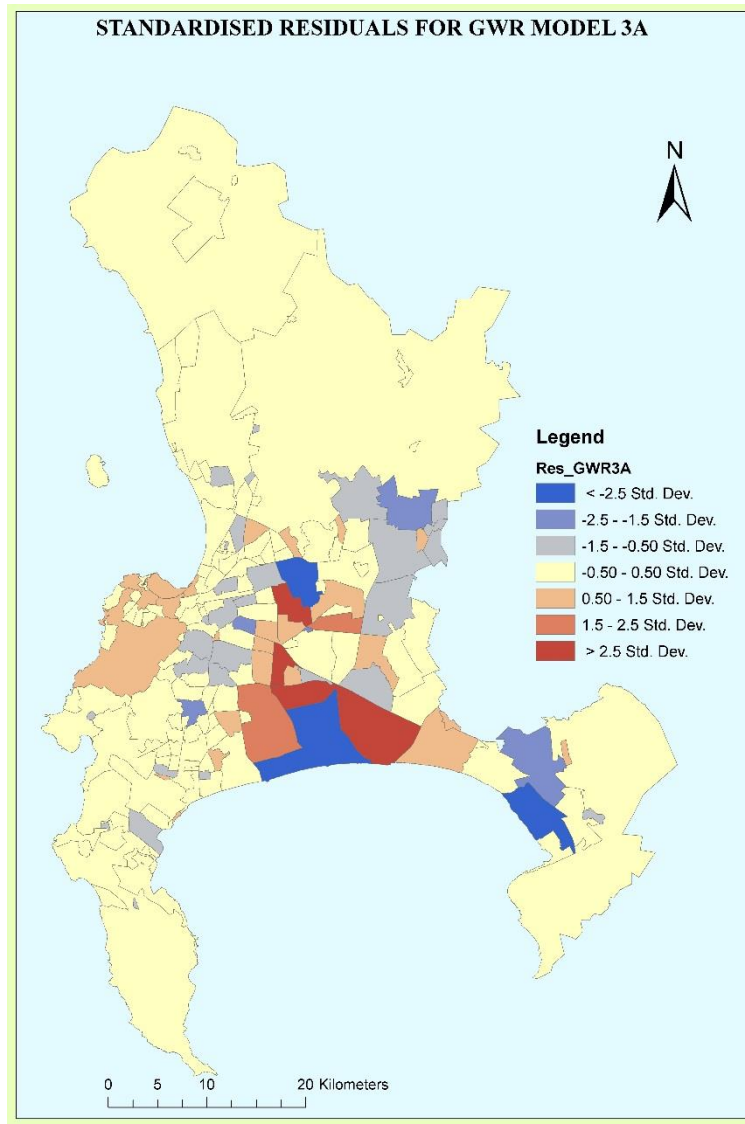 STANDARDISED RESIDUALS FOR GWR MODEL 3A
N
Legend
Res_GWR3A
< -2.5 Std. Dev.
-2.5 - -1.5 Std. Dev.
-1.5 - -0.50 Std. Dev.
-0.50 - 0.50 Std. Dev.
0.50 - 1.5 Std. Dev.
1.5 - 2.5 Std. Dev.
> 2.5 Std. Dev.
0 5 10 20 Kilometers